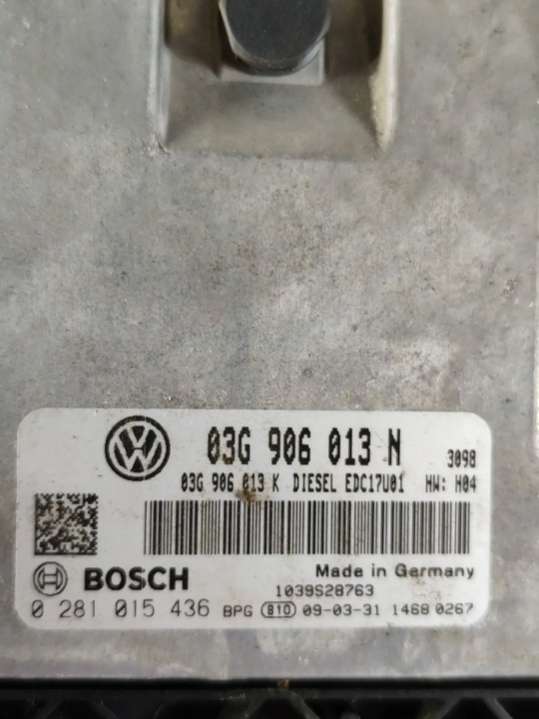 03G 906 013 N 3098
03G 906 013 K DIESEL EDC17U01 HW: H04
BOSCH Made in Germany
1039S28763
0 281 015 436 BPG 810 09-03-31 1468 0267